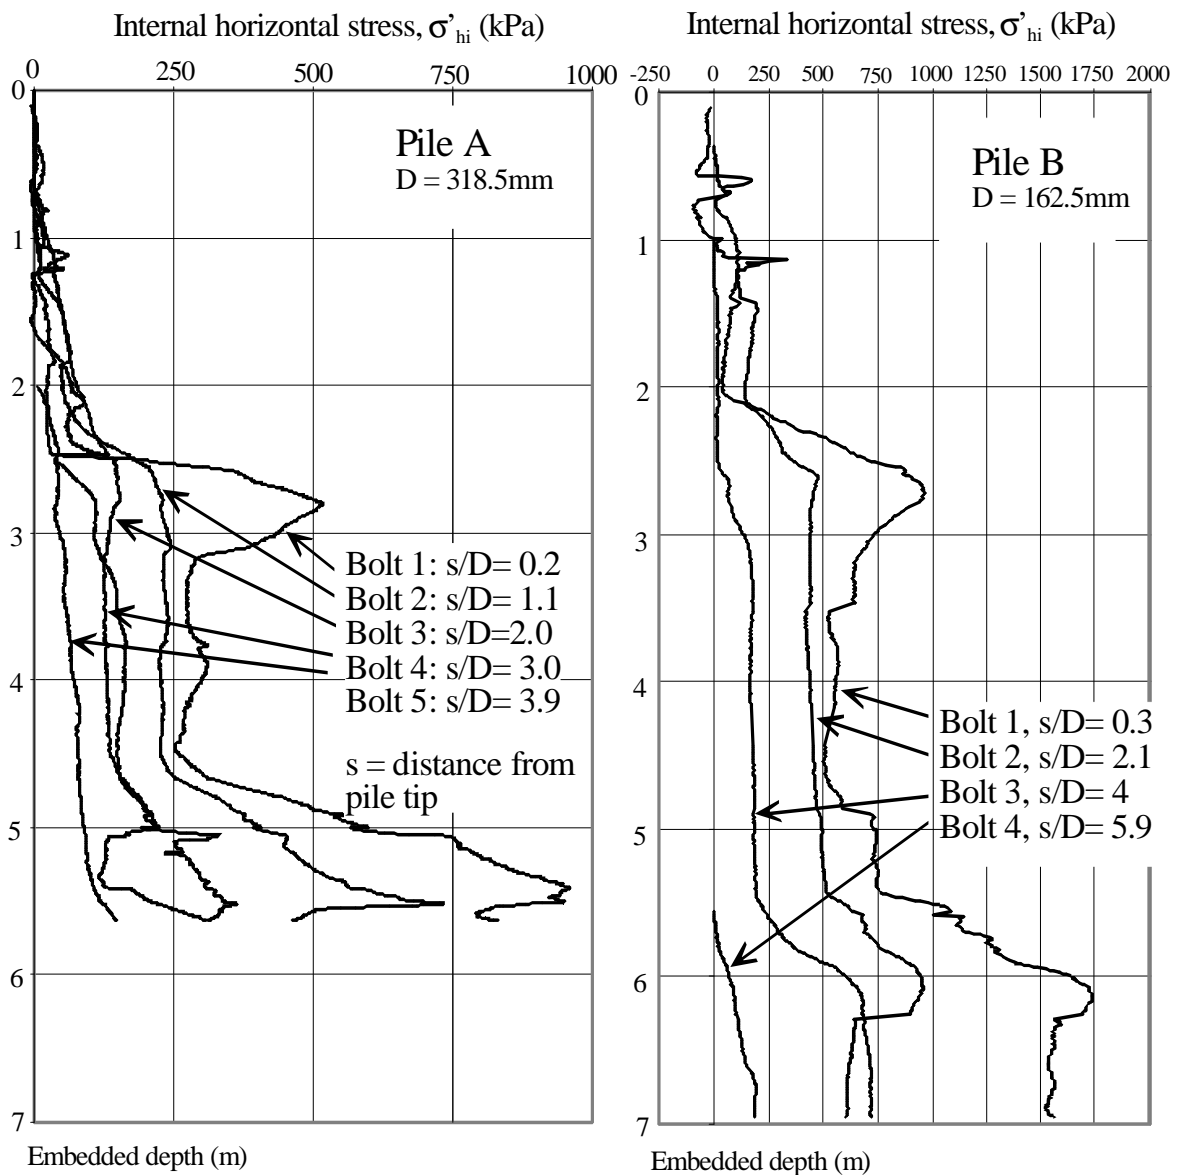 Internal horizontal stress, σ'hi (kPa)
0 250 500 750 1000
0
1
2
3
4
5
6
7
Pile A
D = 318.5mm
Bolt 1: s/D= 0.2
Bolt 2: s/D= 1.1
Bolt 3: s/D=2.0
Bolt 4: s/D= 3.0
Bolt 5: s/D= 3.9
s = distance from
pile tip
Embedded depth (m)
Internal horizontal stress, σ'hi (kPa)
-250 0 250 500 750 1000 1250 1500 1750 2000
0
1
2
3
4
5
6
7
Pile B
D = 162.5mm
Bolt 1, s/D= 0.3
Bolt 2, s/D= 2.1
Bolt 3, s/D= 4
Bolt 4, s/D= 5.9
Embedded depth (m)